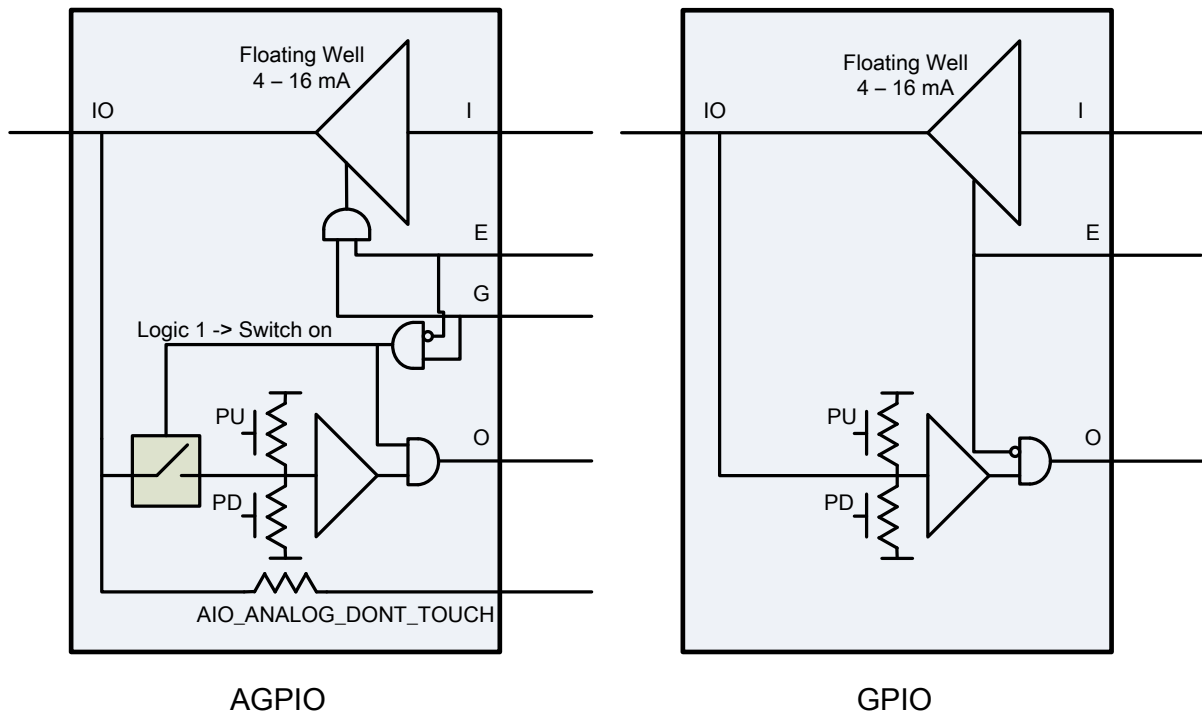 Floating Well
4 – 16 mA
IO
I
E
G
Logic 1 -> Switch on
PU
O
PD
AIO_ANALOG_DONT_TOUCH
AGPIO
Floating Well
4 – 16 mA
IO
I
E
PU
O
PD
GPIO